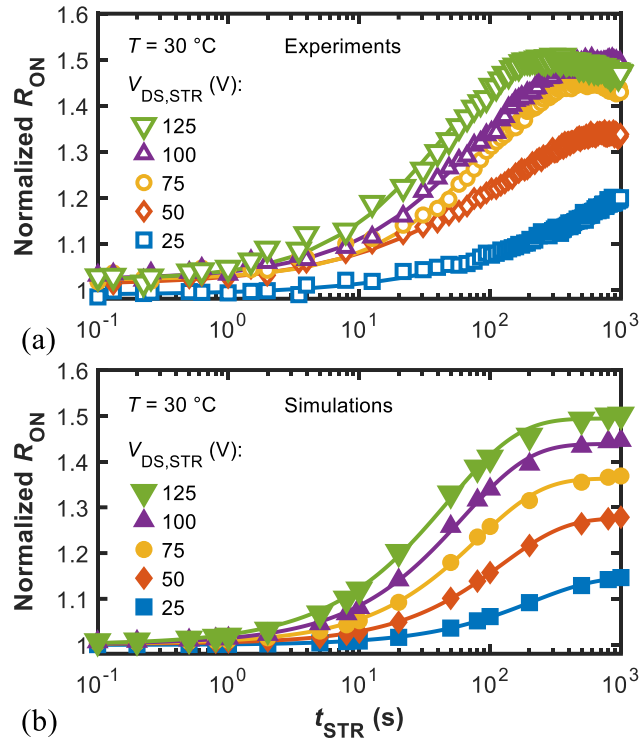 1.6
1.5
1.4
1.3
1.2
1.1
1
Normalized R_ON
T = 30 °C Experiments
V_DS,STR (V):
125
100
75
50
25
10^-1 10^0 10^1 10^2 10^3
(a)
1.6
1.5
1.4
1.3
1.2
1.1
1
Normalized R_ON
T = 30 °C Simulations
V_DS,STR (V):
125
100
75
50
25
10^-1 10^0 10^1 10^2 10^3
(b)
t_STR (s)